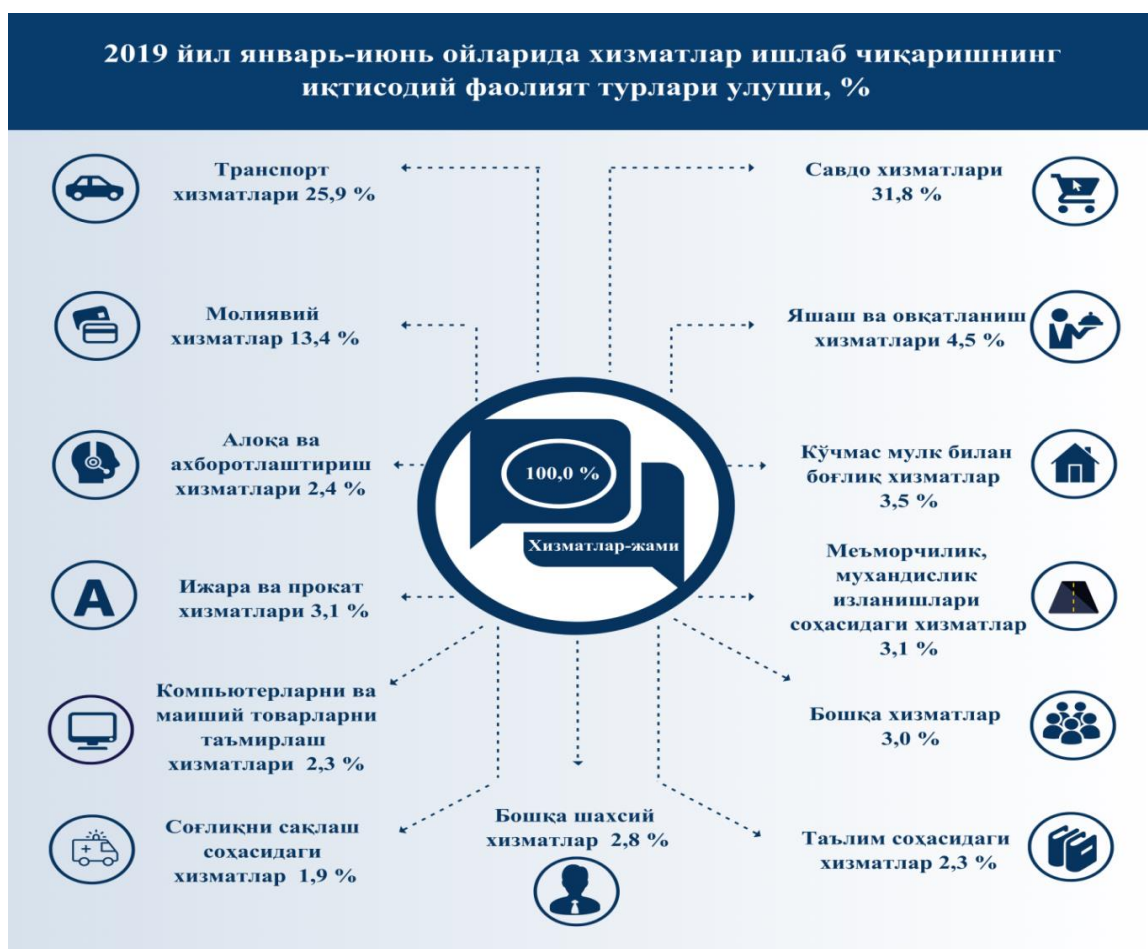 2019 йил январь-июнь ойларида хизматлар ишлаб чиқаришнинг
иқтисодий фаолият турлари улуши, %
Транспорт
хизматлари 25,9 %
Савдо хизматлари
31,8 %
Молиявий
хизматлар 13,4 %
Яшаш ва овқатланиш
хизматлари 4,5 %
Алоқа ва
ахборотлаштириш
хизматлари 2,4 %
100,0 %
Хизматлар-жами
Кўчмас мулк билан
боғлиқ хизматлар
3,5 %
Ижара ва прокат
хизматлари 3,1 %
A
Меъморчилик,
мухандислик
изланишлари
соҳасидаги хизматлар
3,1 %
Компьютерларни ва
маиший товарларни
таъмирлаш
хизматлари 2,3 %
Бошқа хизматлар
3,0 %
Соғлиқни сақлаш
соҳасидаги
хизматлар 1,9 %
Бошқа шахсий
хизматлар 2,8 %
Таълим соҳасидаги
хизматлар 2,3 %